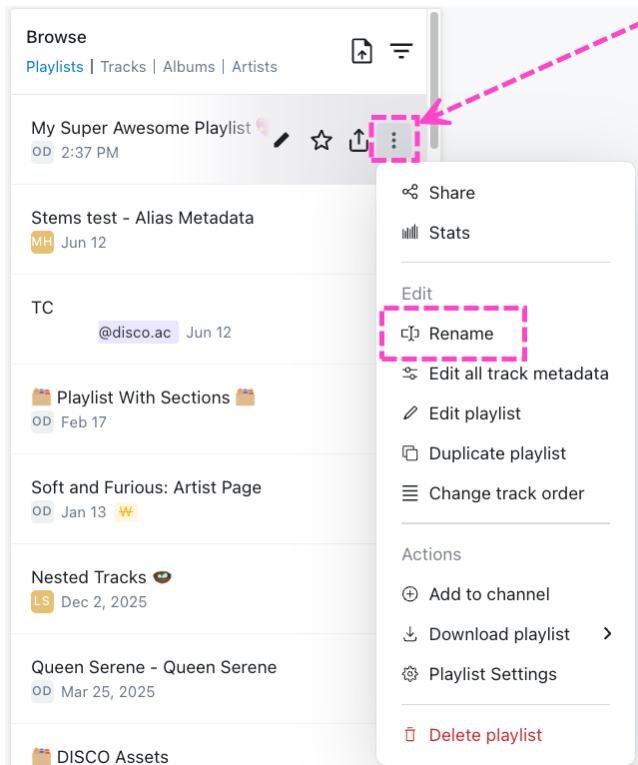 Browse
Playlists | Tracks | Albums | Artists
My Super Awesome Playlist
OD 2:37 PM
Stems test - Alias Metadata
MH Jun 12
TC
@disco.ac Jun 12
Playlist With Sections
OD Feb 17
Soft and Furious: Artist Page
OD Jan 13 ₩
Nested Tracks
LS Dec 2, 2025
Queen Serene - Queen Serene
OD Mar 25, 2025
DISCO Assets
Share
Stats
Edit
Rename
Edit all track metadata
Edit playlist
Duplicate playlist
Change track order
Actions
Add to channel
Download playlist
Playlist Settings
Delete playlist